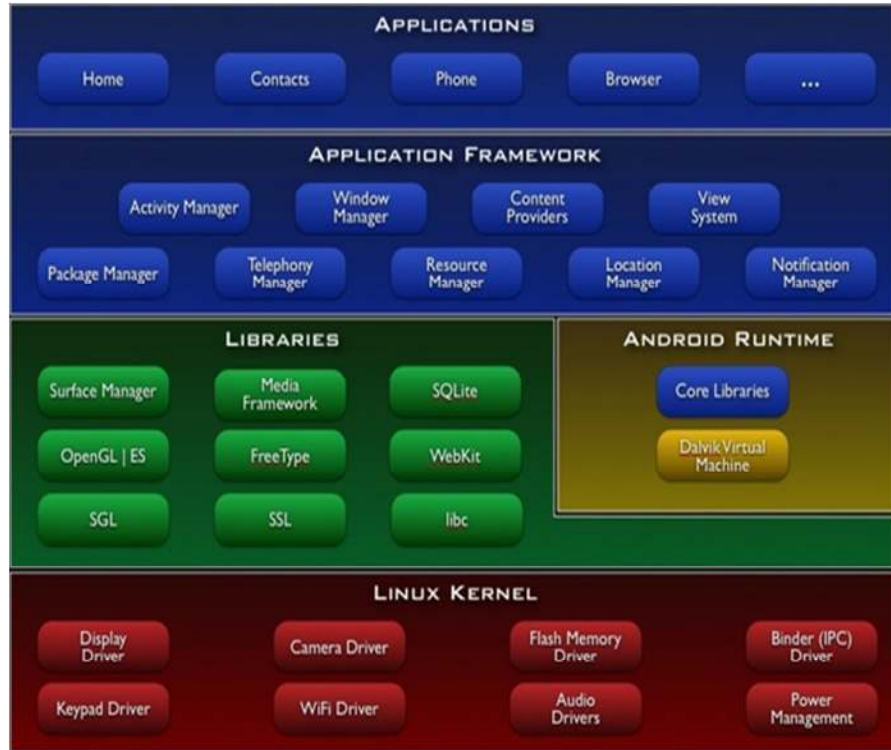 APPLICATIONS
Home
Contacts
Phone
Browser
...
APPLICATION FRAMEWORK
Activity Manager
Window
Manager
Content
Providers
View
System
Package Manager
Telephony
Manager
Resource
Manager
Location
Manager
Notification
Manager
LIBRARIES
Surface Manager
Media
Framework
SQLite
OpenGL | ES
FreeType
WebKit
SGL
SSL
libc
ANDROID RUNTIME
Core Libraries
Dalvik Virtual
Machine
LINUX KERNEL
Display
Driver
Camera Driver
Flash Memory
Driver
Binder (IPC)
Driver
Keypad Driver
WiFi Driver
Audio
Drivers
Power
Management